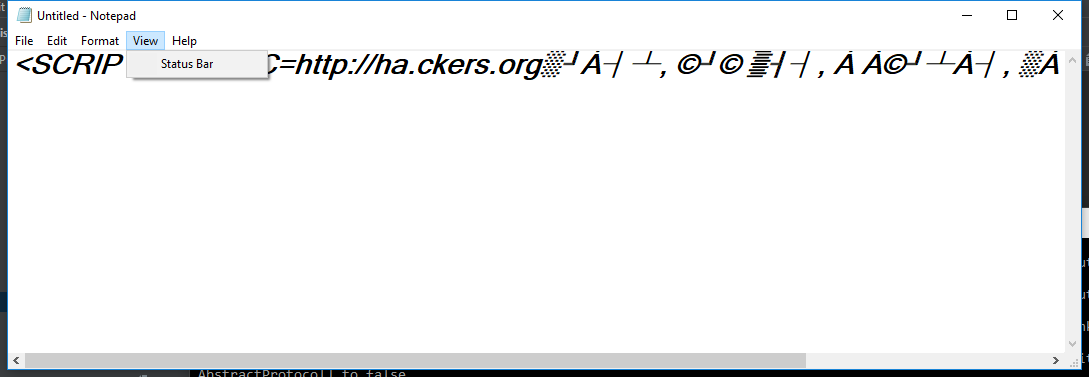 Untitled - Notepad
File Edit Format View Help
Status Bar
<SCRIP C=http://ha.ckers.org▒┘À┤┴, ©┘© ▓┤┤, À À©┘┴À┤, ▒À
AbstractProtocol] to false